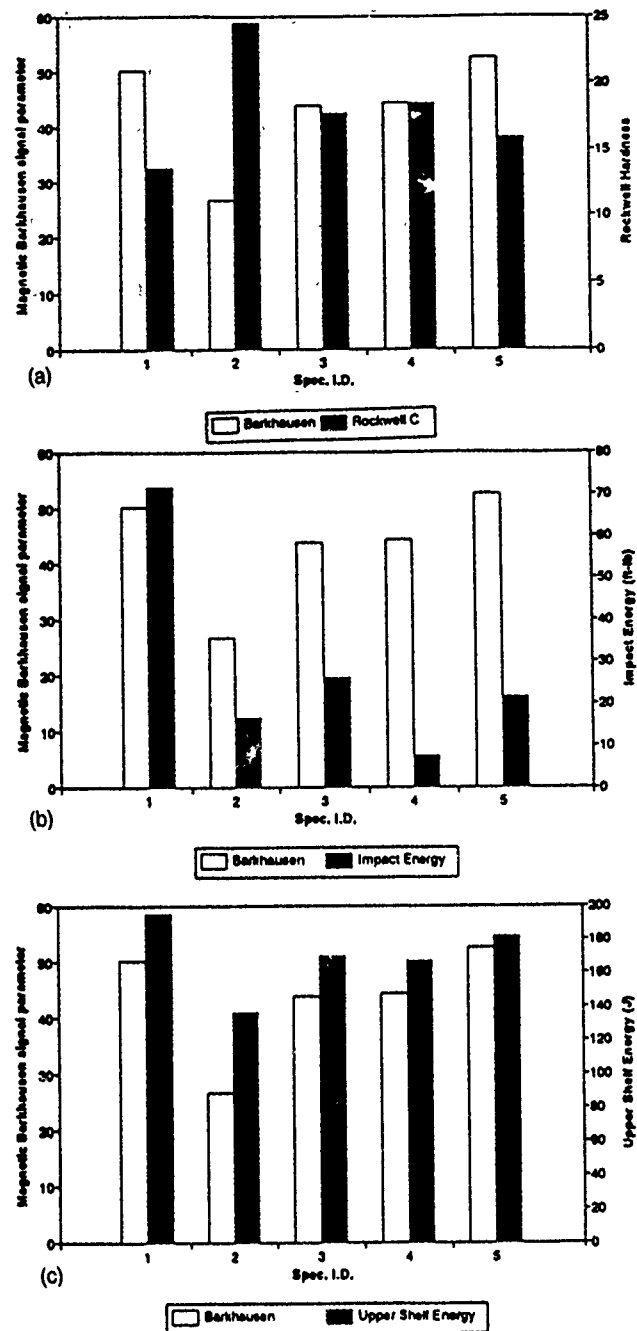 Magnetic Barkhausen signal parameter
60
50
40
30
20
10
0
25
20
15
10
5
0
Rockwell Hardness
1 2 3 4 5
Spec. I.D.
(a)
Barkhausen Rockwell C
Magnetic Barkhausen signal parameter
60
50
40
30
20
10
0
80
70
60
50
40
30
20
10
0
Impact Energy (ft-lb)
1 2 3 4 5
Spec. I.D.
(b)
Barkhausen Impact Energy
Magnetic Barkhausen signal parameter
60
50
40
30
20
10
0
200
180
160
140
120
100
80
60
40
20
0
Upper Shelf Energy (J)
1 2 3 4 5
Spec. I.D.
(c)
Barkhausen Upper Shelf Energy